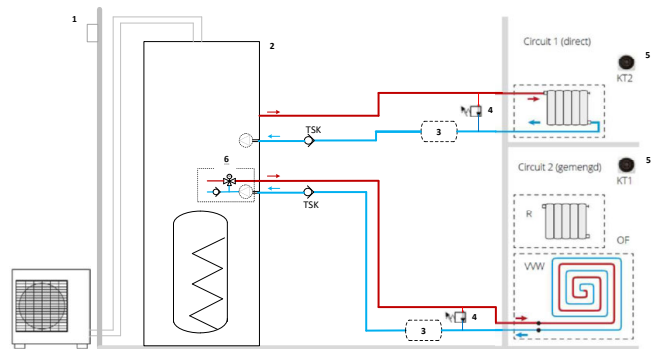 1
2
Circuit 1 (direct)
5
KT2
4
TSK
3
6
Circuit 2 (gemengd)
5
KT1
TSK
R
OF
VVW
4
3